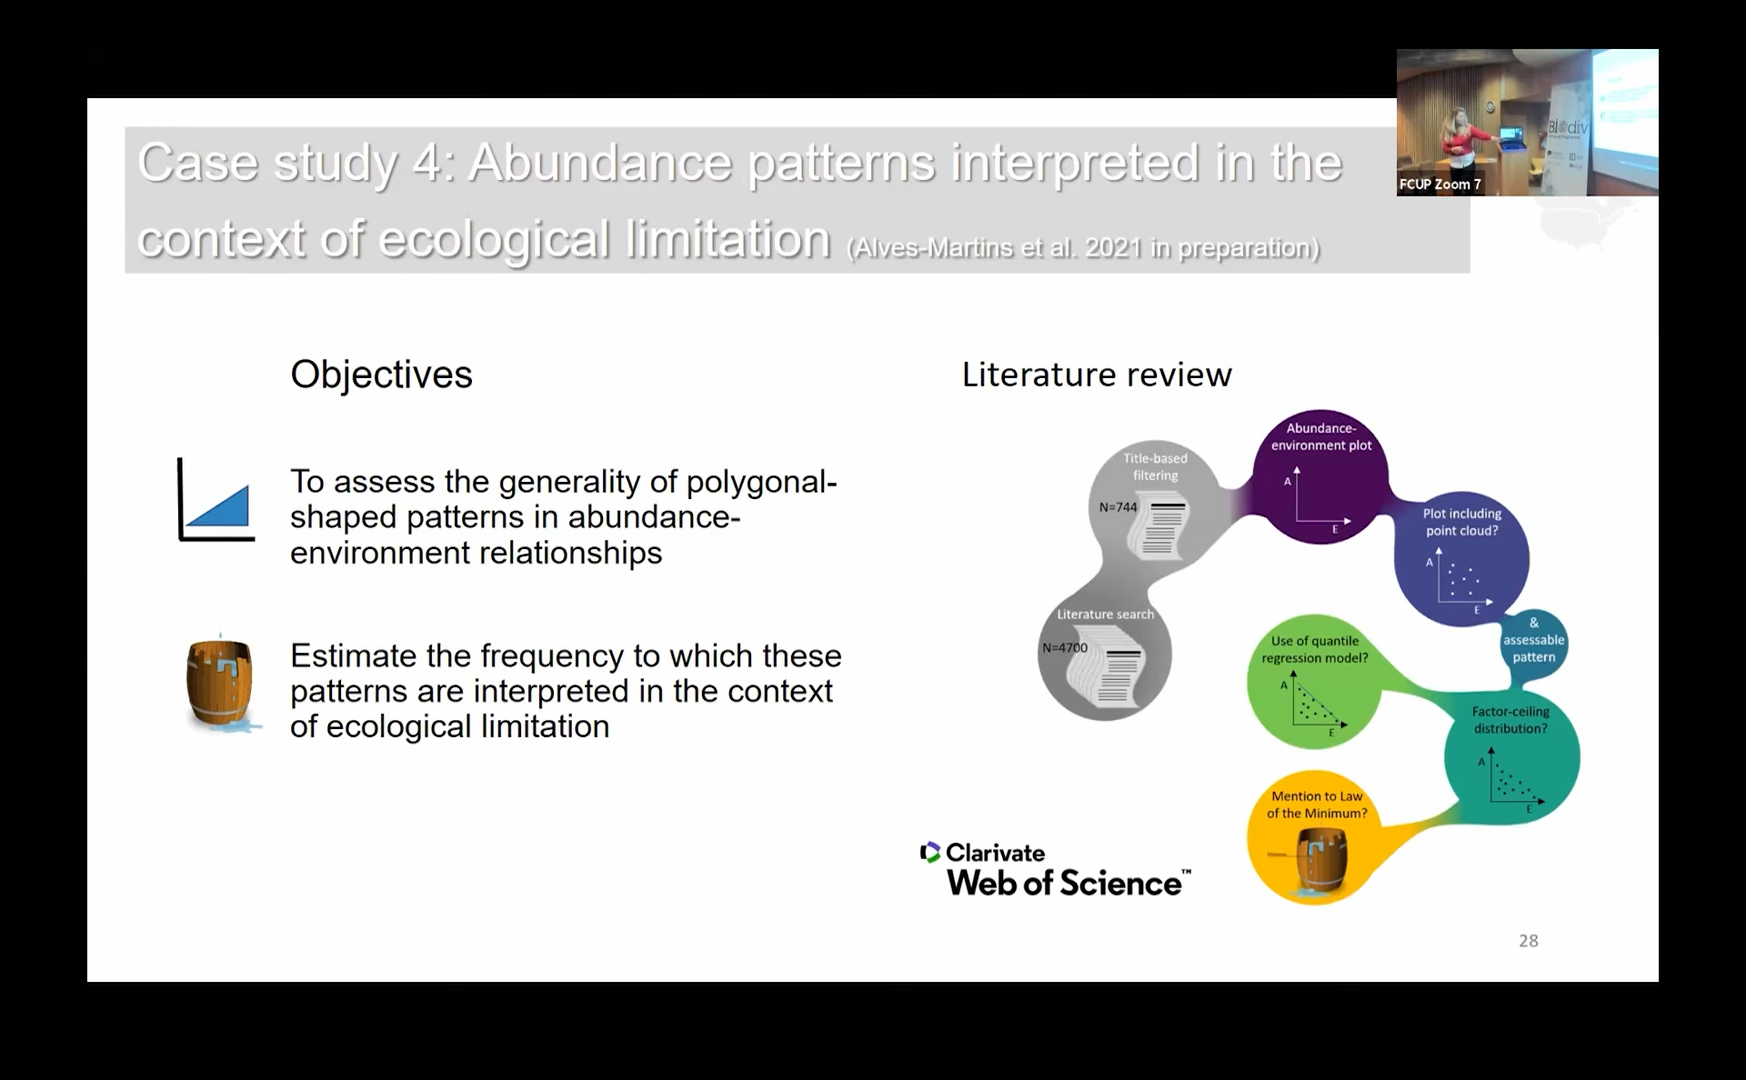 Case study 4: Abundance patterns interpreted in the
context of ecological limitation (Alves-Martins et al. 2021 in preparation)
FCUP Zoom 7
Bi div
Objectives
To assess the generality of polygonal-
shaped patterns in abundance-
environment relationships
Estimate the frequency to which these
patterns are interpreted in the context
of ecological limitation
Literature review
Literature search
N=4700
Title-based
filtering
N=744
Abundance-
environment plot
A
E
Plot including
point cloud?
A
E
&
assessable
pattern
Factor-ceiling
distribution?
A
E
Use of quantile
regression model?
A
E
Mention to Law
of the Minimum?
Clarivate
Web of Science™
28